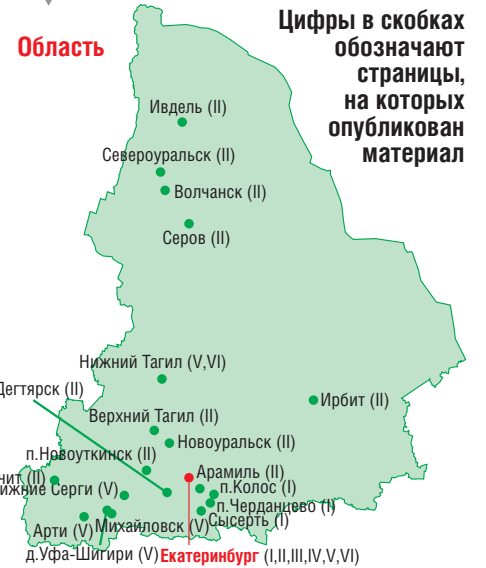 Область
Цифры в скобках
обозначают
страницы,
на которых
опубликован
материал
Ивдель (II)
Североуральск (II)
Волчанск (II)
Серов (II)
Нижний Тагил (V,VI)
Дегтярск (II)
Ирбит (II)
Верхний Тагил (II)
Новоуральск (II)
п.Новоуткинск (II)
Арамиль (II)
(II)
п.Колос (I)
Серги (V)
п.Черданцево (I)
Арти (V)
Михайловск (V)
Сысерть (I)
д.Уфа-Шигири (V)
Екатеринбург (I,II,III,IV,V,VI)